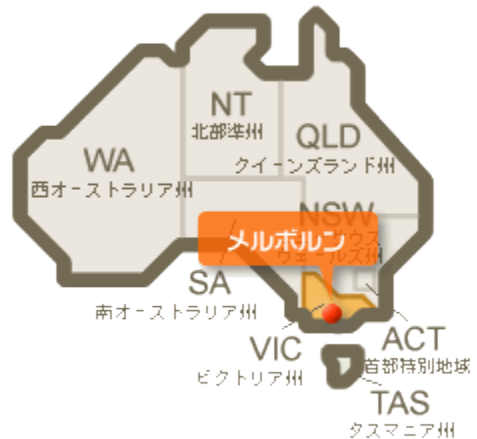 NT
北部準州
QLD
クイーンズランド州
WA
西オーストラリア州
NSW
メルボルン
ウス
ウェールズ州
SA
南オーストラリア州
VIC
ビクトリア州
ACT
首部特別地域
TAS
タスマニア州